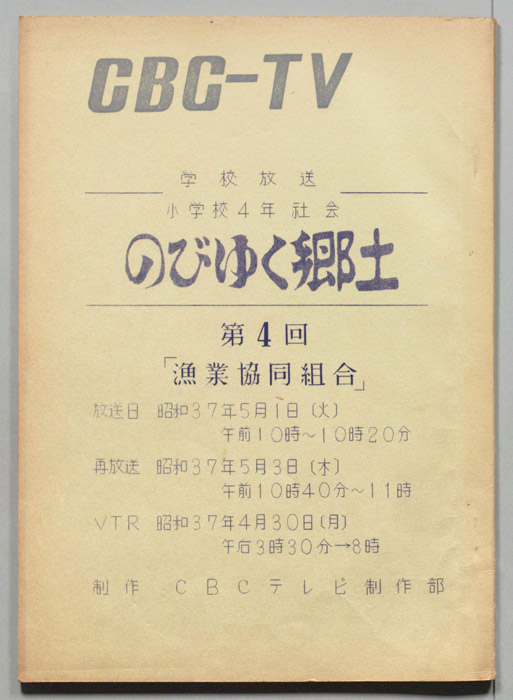 CBC-TV
学校放送
小学校4年社会
のびゆく郷土
第4回
「漁業協同組合」
放送日 昭和37年5月1日(火)
午前10時～10時20分
再放送 昭和37年5月3日(木)
午前10時40分～11時
VTR 昭和37年4月30日(月)
午后3時30分→8時
制作 CBCテレビ制作部